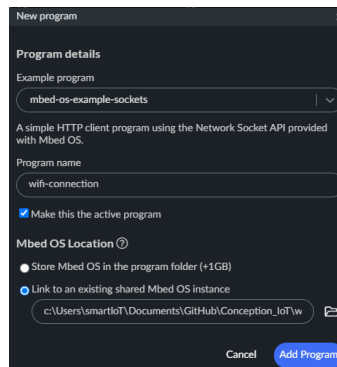 New program
Program details
Example program
mbed-os-example-sockets
A simple HTTP client program using the Network Socket API provided
with Mbed OS.
Program name
wifi-connection
Make this the active program
Mbed OS Location
Store Mbed OS in the program folder (+1GB)
Link to an existing shared Mbed OS instance
c:\Users\smartIoT\Documents\GitHub\Conception_IoT\w
Cancel
Add Program